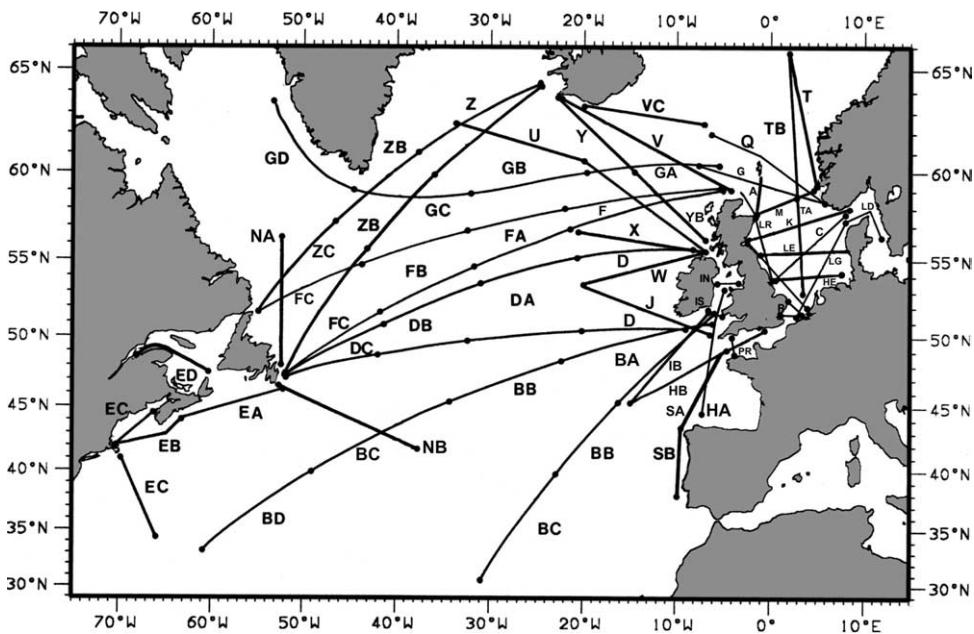 70°W 60°W 50°W 40°W 30°W 20°W 10°W 0° 10°E
65°N 65°N
T
Z VC
TB
U Y V Q
ZB
60°N 60°N
GD GB GA G
A LD
GC M TA
F LR K
YB C
NA ZB FA X
ZC LE
55°N D 55°N
FB W IN LG
HE
FC DA J IS
FC DB D R
50°N DC 50°N
BA PR
ED BB IB
HB
EC EA SA HA
45°N 45°N
EB BB SB
NB
BC
40°N EC 40°N
BD BC
35°N 35°N
30°N 30°N
70°W 60°W 50°W 40°W 30°W 20°W 10°W 0° 10°E